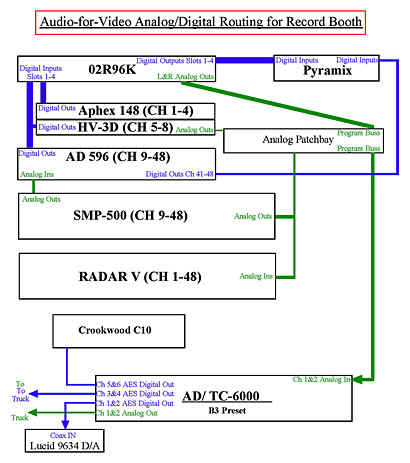 Audio-for-Video Analog/Digital Routing for Record Booth
Digital Inputs
Slots 1-4
02R96K
Digital Outputs Slots 1-4
L&R Analog Outs
Digital Inputs
Digital Inputs
Pyramix
Digital Outs
Aphex 148 (CH 1-4)
Digital Outs
HV-3D (CH 5-8)
Analog Outs
Analog Patchbay
Program Buss
Program Buss
Digital Outs
AD 596 (CH 9-48)
Analog Ins
Digital Outs Ch 41-48
Analog Outs
SMP-500 (CH 9-48)
Analog Outs
RADAR V (CH 1-48)
Analog Ins
Crookwood C10
Ch 5&6 AES Digital Out
Ch 3&4 AES Digital Out
Ch 1&2 AES Digital Out
Ch 1&2 Analog Out
Ch 1&2 Analog In
AD/ TC-6000
B3 Preset
To
To
Truck
Truck
Coax IN
Lucid 9634 D/A